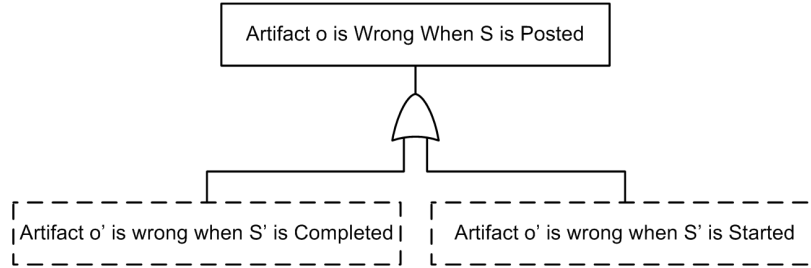 Artifact o is Wrong When S is Posted
Artifact o’ is wrong when S’ is Completed
Artifact o’ is wrong when S’ is Started